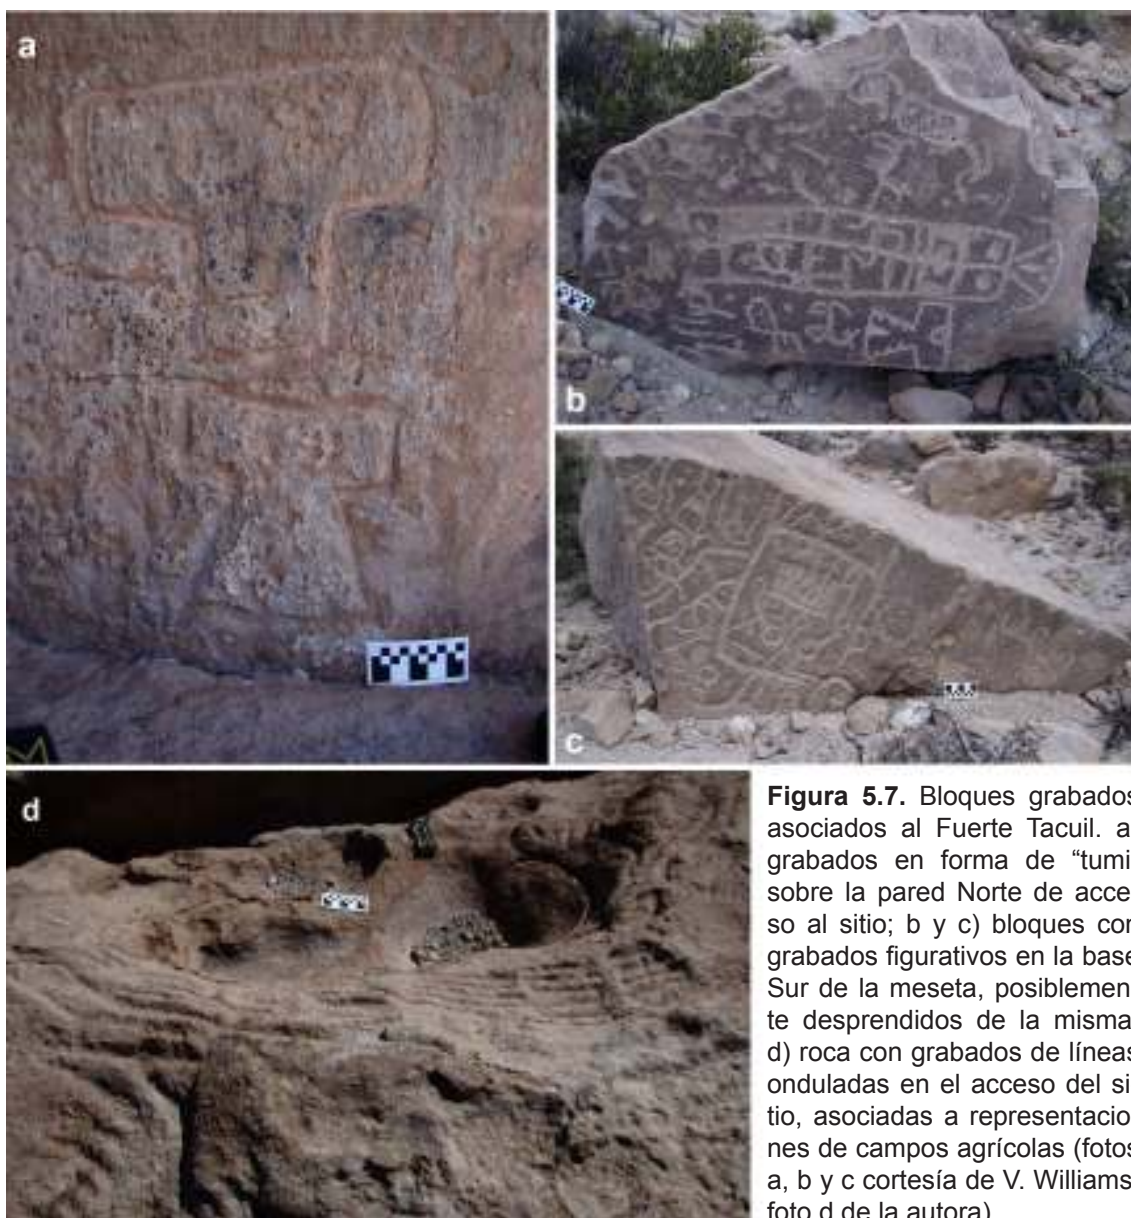 a
b
c
d
Figura 5.7. Bloques grabados
asociados al Fuerte Tacuil. a
grabados en forma de “tumi
sobre la pared Norte de acce
so al sitio; b y c) bloques con
grabados figurativos en la base
Sur de la meseta, posiblemen
te desprendidos de la misma
d) roca con grabados de líneas
onduladas en el acceso del si
tio, asociadas a representacio
nes de campos agrícolas (fotos
a, b y c cortesía de V. Williams
foto d de la autora)